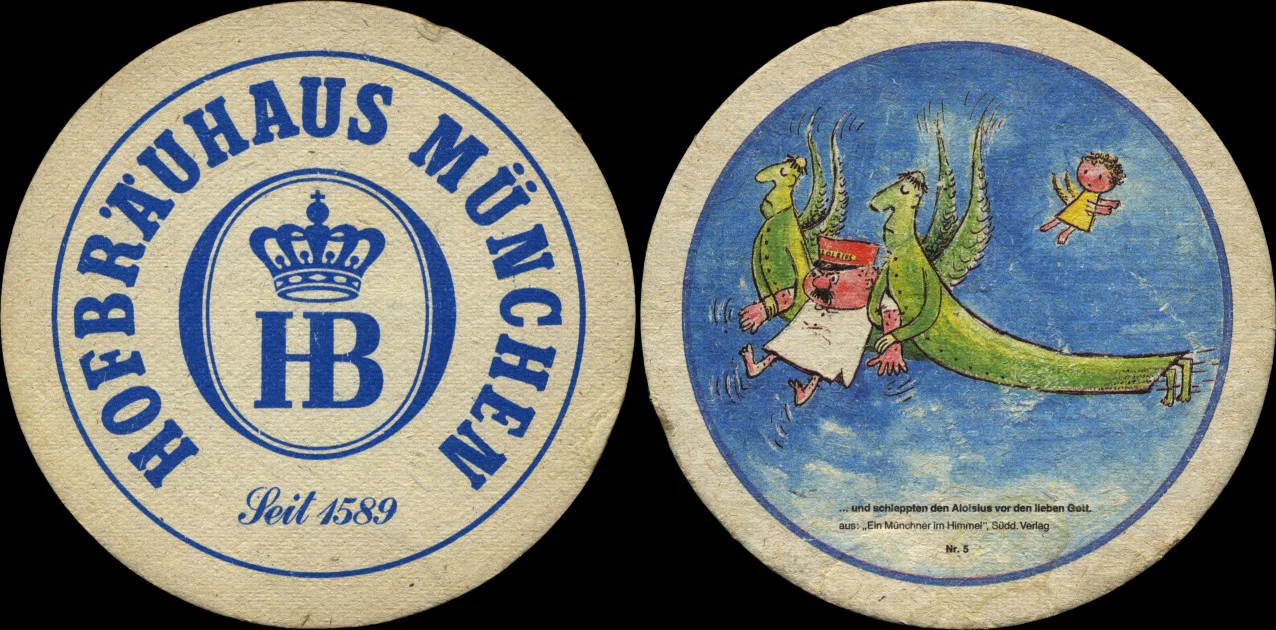 HOFBRÄUHAUS MÜNCHEN
HB
Seit 1589
... und schleppten den Aloisius vor den lieben Gott.
aus: „Ein Münchner im Himmel", Südd. Verlag
Nr. 5